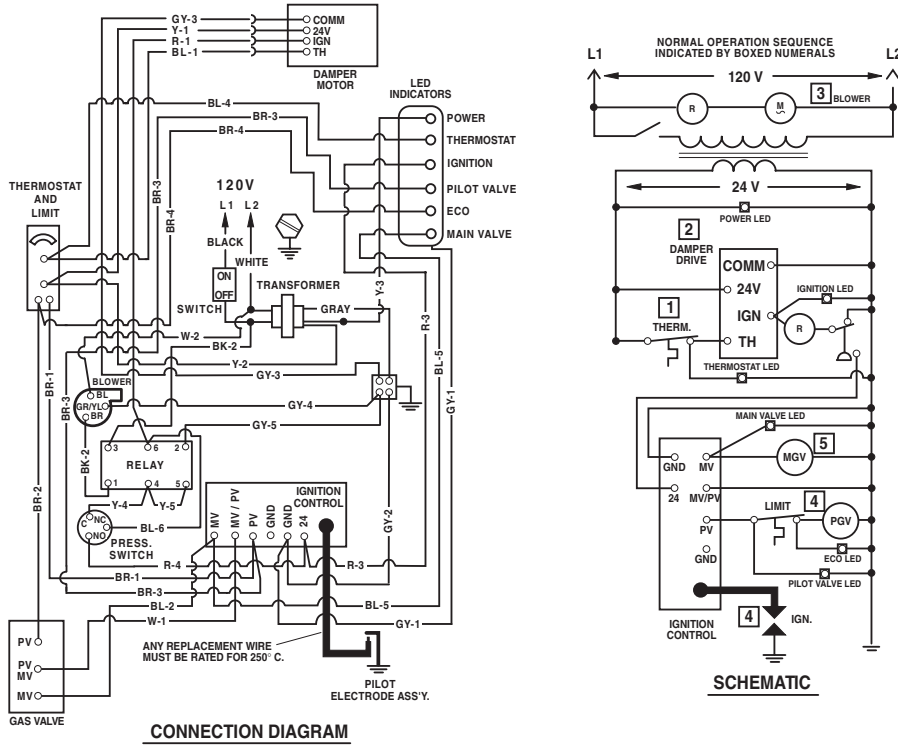 GY-3
Y-1
R-1
BL-1
COMM
24V
IGN
TH
DAMPER
MOTOR
LED
INDICATORS
BL-4
BR-3
BR-4
POWER
THERMOSTAT
IGNITION
PILOT VALVE
ECO
MAIN VALVE
THERMOSTAT
AND
LIMIT
BR-3
BR-4
120V
L1 L2
BLACK
WHITE
ON
OFF
SWITCH
TRANSFORMER
GRAY
Y-3
R-3
BL-5
GY-1
W-2
BK-2
Y-2
GY-3
BR-1
BR-3
BLOWER
BL
GR/YL
BR
GY-4
GY-5
BK-2
3 6 2
RELAY
1 4 5
BR-2
Y-4
Y-5
C
NC
NO
BL-6
PRESS.
SWITCH
IGNITION
CONTROL
MV
MV / PV
PV
GND
GND
24
GY-2
R-4
R-3
BR-1
BR-3
BL-2
BL-5
W-1
GY-1
ANY REPLACEMENT WIRE
MUST BE RATED FOR 250° C.
PV
PV
MV
MV
GAS VALVE
PILOT
ELECTRODE ASS'Y.
CONNECTION DIAGRAM
NORMAL OPERATION SEQUENCE
INDICATED BY BOXED NUMERALS
L1
L2
120 V
R
M
3
BLOWER
24 V
POWER LED
2
DAMPER
DRIVE
COMM
24V
IGN
TH
IGNITION LED
R
1
THERM.
THERMOSTAT LED
MAIN VALVE LED
GND
MV
MGV
5
24
MV/PV
LIMIT
4
PV
PGV
GND
ECO LED
PILOT VALVE LED
4
IGN.
IGNITION
CONTROL
SCHEMATIC